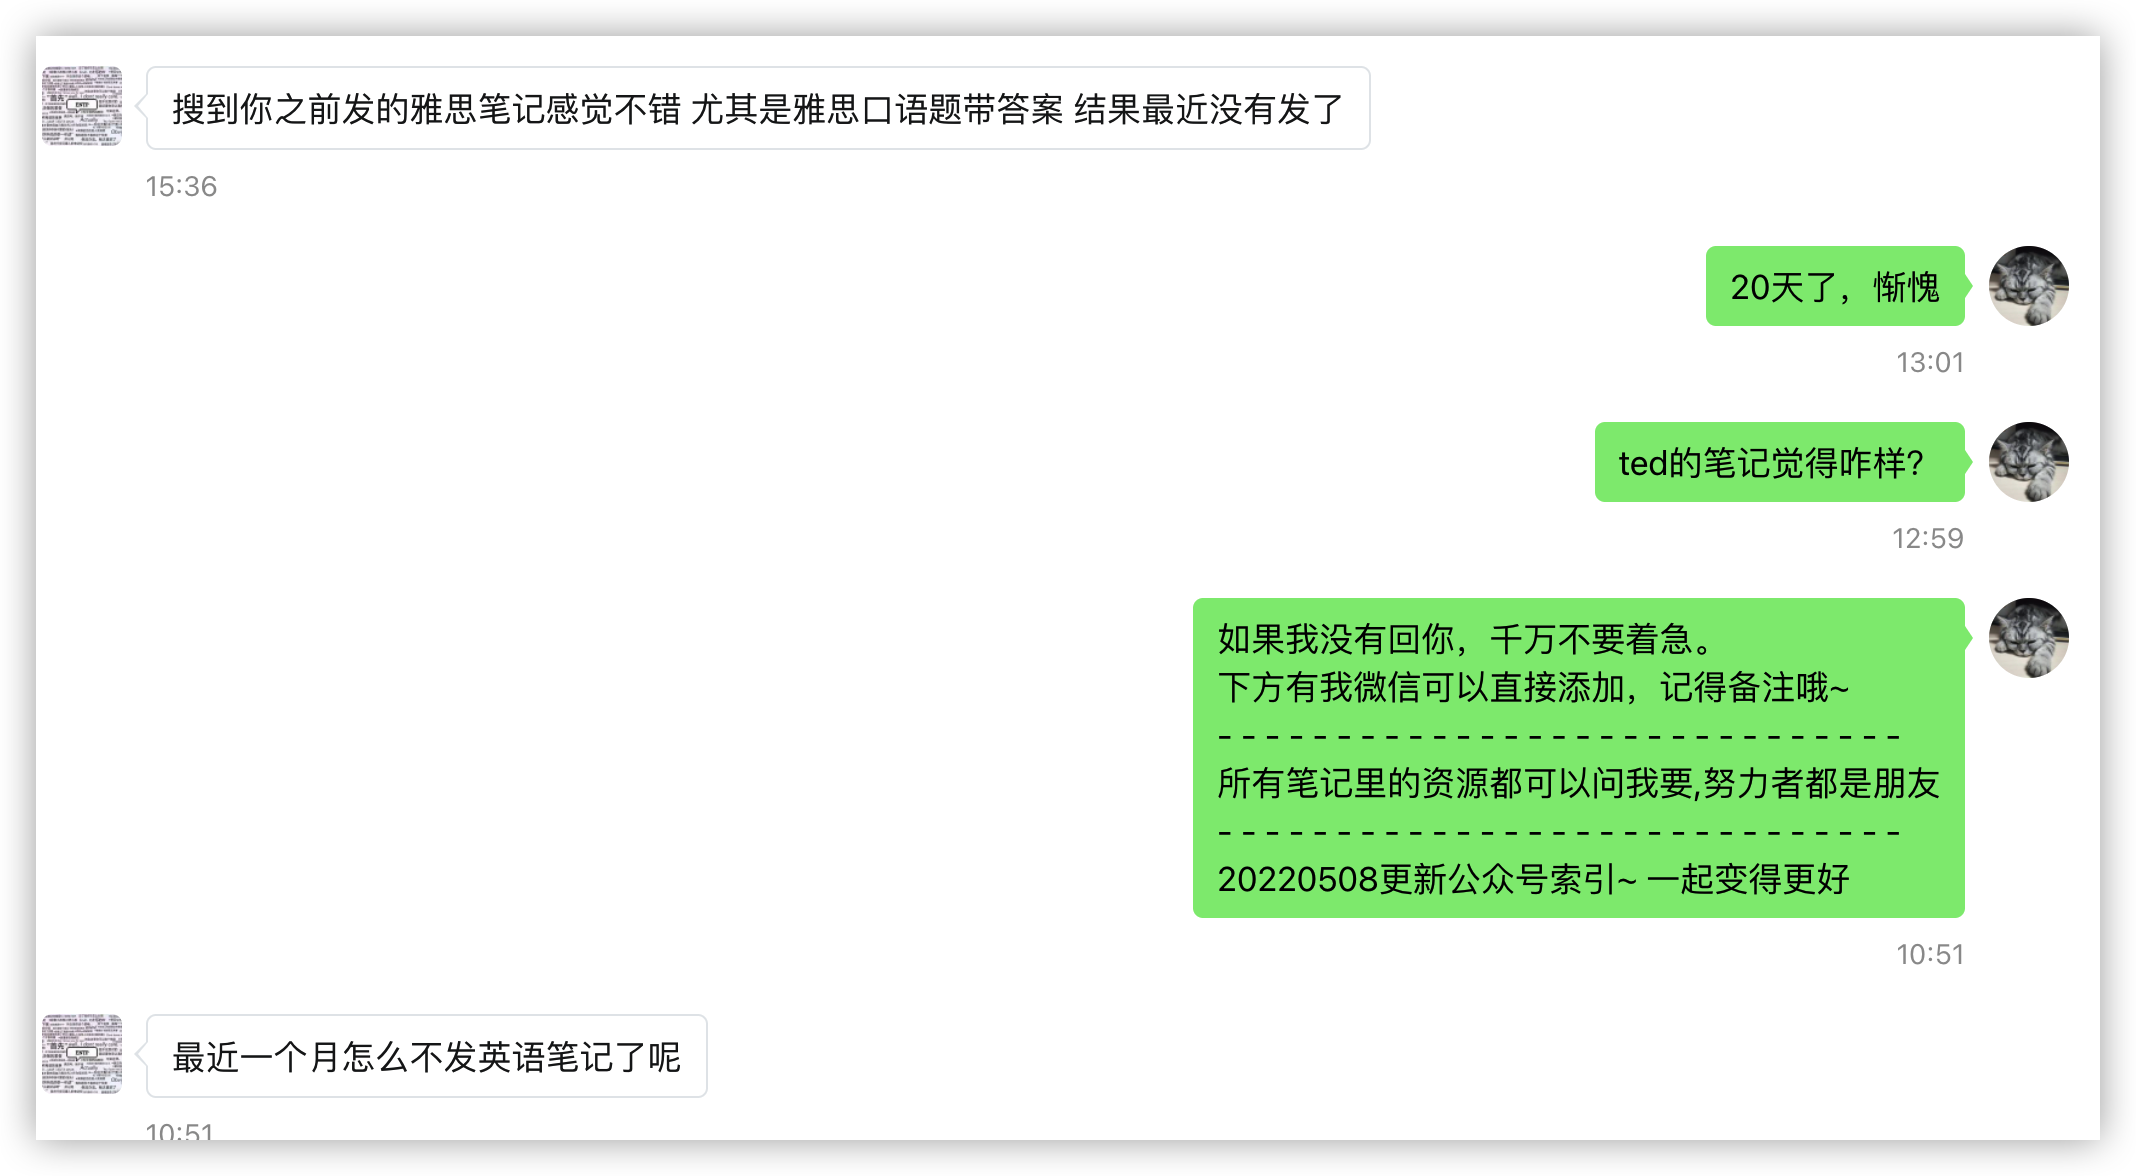 搜到你之前发的雅思笔记感觉不错 尤其是雅思口语题带答案 结果最近没有发了
15:36
20天了，惭愧
13:01
ted的笔记觉得咋样?
12:59
如果我没有回你，千万不要着急。
下方有我微信可以直接添加，记得备注哦~
- - - - - - - - - - - - - - - - - - - - - - - - - - - - -
所有笔记里的资源都可以问我要,努力者都是朋友
- - - - - - - - - - - - - - - - - - - - - - - - - - - - -
20220508更新公众号索引~ 一起变得更好
10:51
首先
ENTP
最近一个月怎么不发英语笔记了呢
10:51